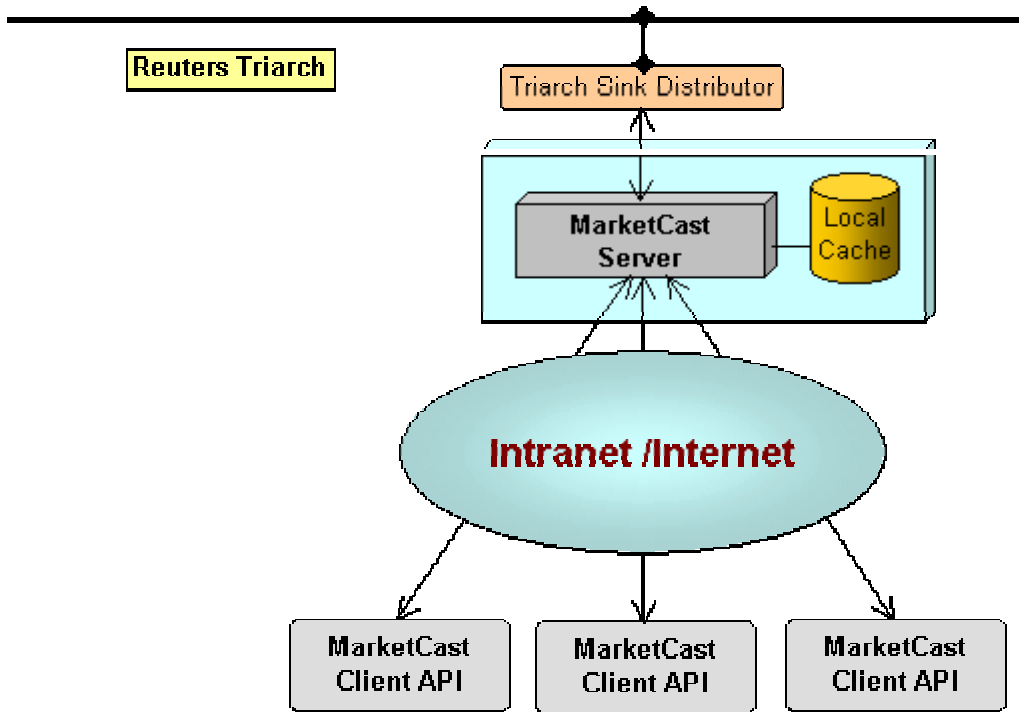 Reuters Triarch
Triarch Sink Distributor
MarketCast
Server
Local
Cache
Intranet /Internet
MarketCast
Client API
MarketCast
Client API
MarketCast
Client API